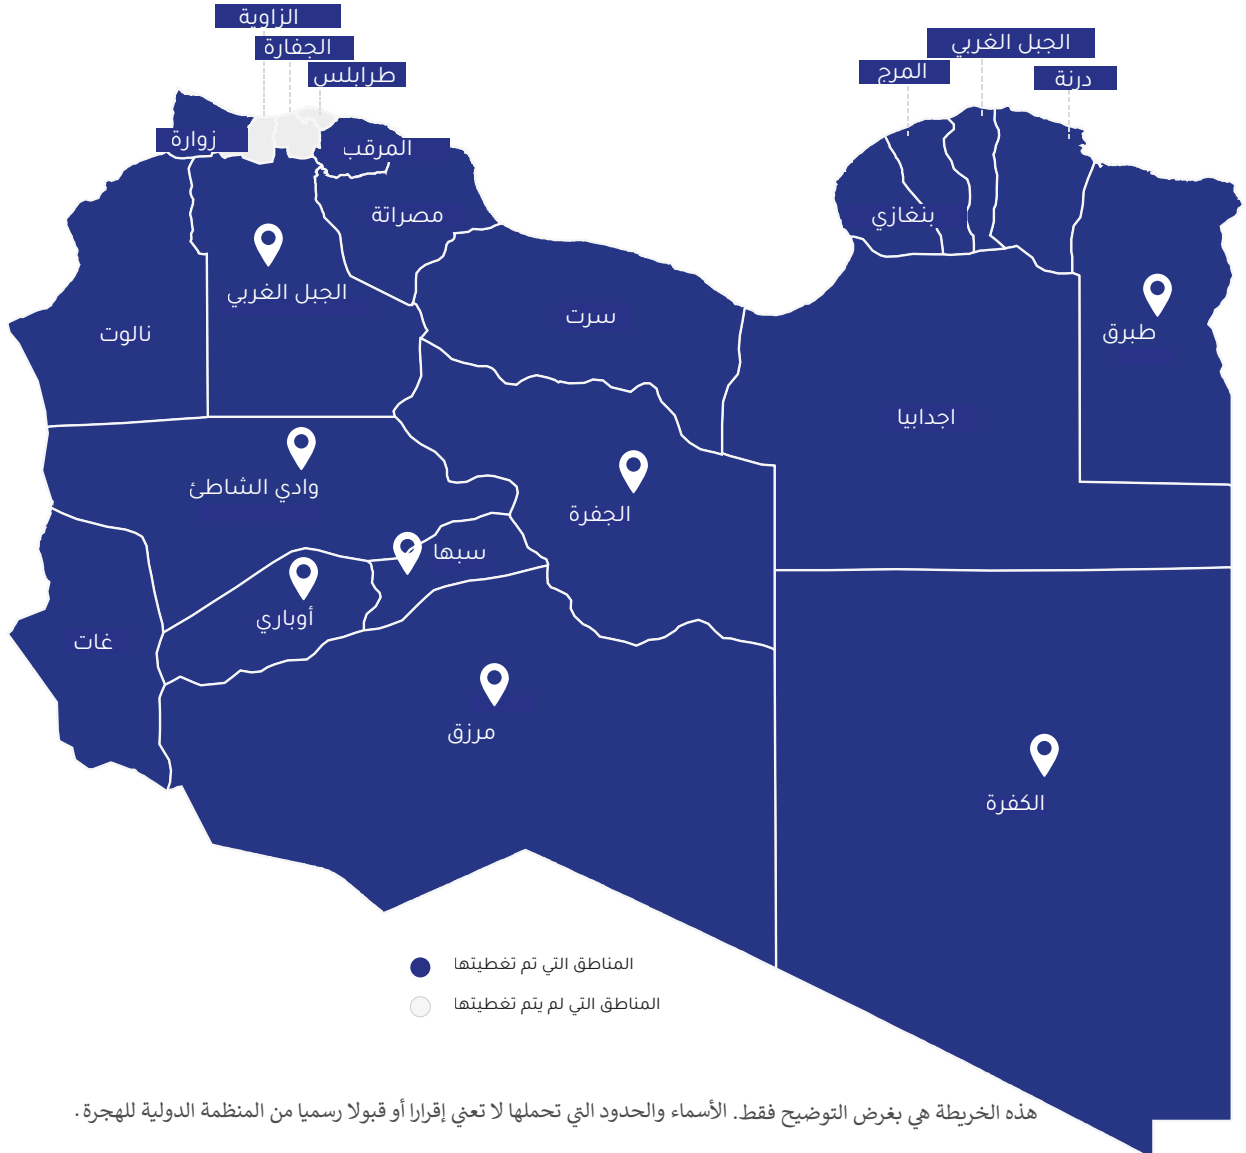 الزاوية
الجفارة
طرابلس
الجبل الغربي
المرج
درنة
زوارة
المرقب
مصراتة
بنغازي
الجبل الغربي
سرت
نالوت
طبرق
اجدابيا
وادي الشاطئ
الجفرة
سبها
أوباري
غات
مرزق
الكفرة
المناطق التي تم تغطيتها
المناطق التي لم يتم تغطيتها
هذه الخريطة هي بغرض التوضيح فقط. الأسماء والحدود التي تحملها لا تعني إقرارا أو قبولا رسميا من المنظمة الدولية للهجرة.